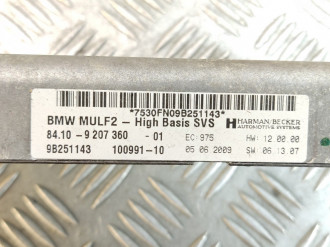 *7530FN09B251143*
BMW MULF2 - High Basis SVS
HARMAN/BECKER
AUTOMOTIVE SYSTEMS
84.10 - 9 207 360 - 01
EC: 975
HW: 12.00.00
9B251143 100991-10
05 06 2009
SW: 06.13.07